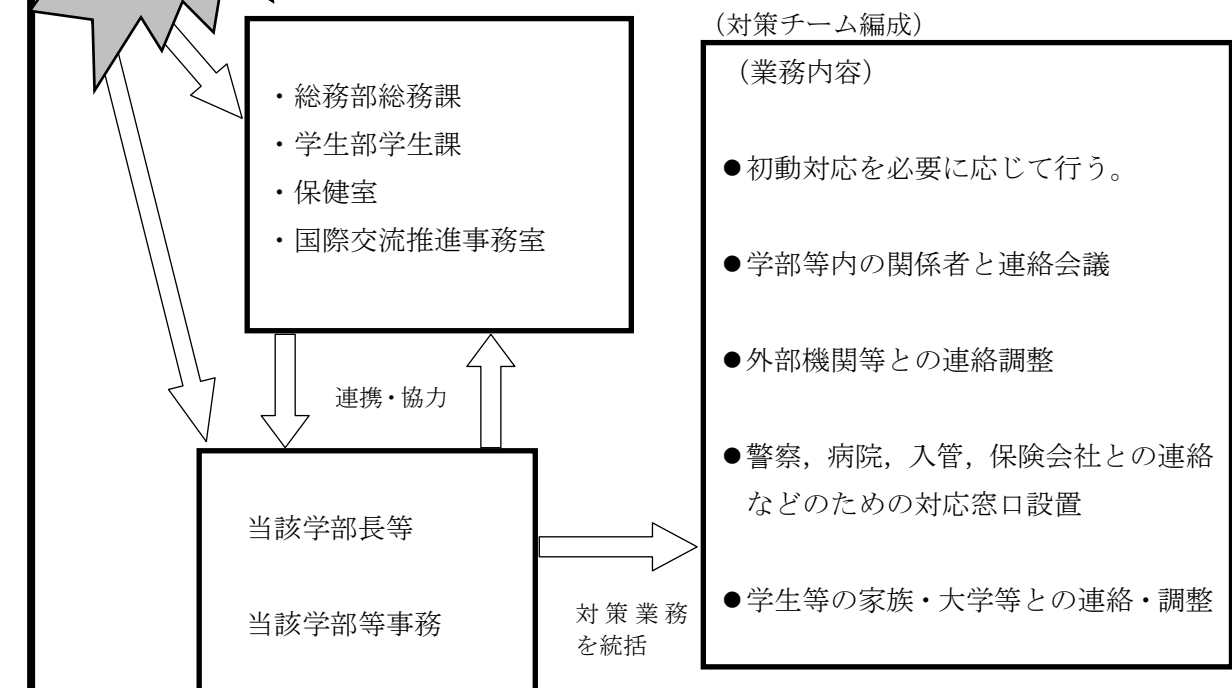 ・総務部総務課
・学生部学生課
・保健室
・国際交流推進事務室
連携・協力
当該学部長等
当該学部等事務
対策業務
を統括
（対策チーム編成）
（業務内容）
●初動対応を必要に応じて行う。
●学部等内の関係者と連絡会議
●外部機関等との連絡調整
●警察，病院，入管，保険会社との連絡
などのための対応窓口設置
●学生等の家族・大学等との連絡・調整